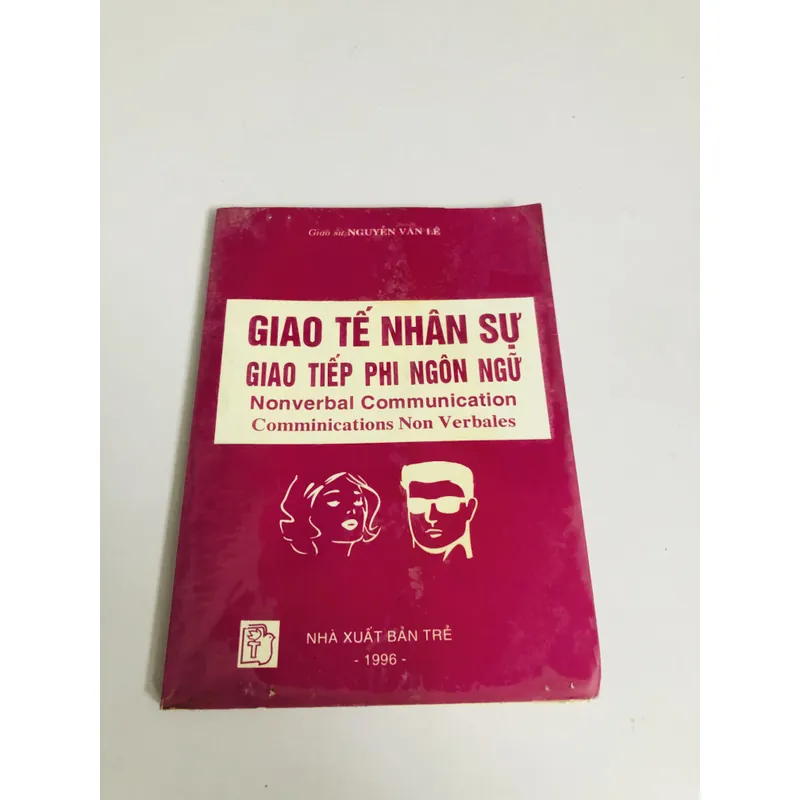 Giáo sư NGUYỄN VĂN LÊ
GIAO TẾ NHÂN SỰ
GIAO TIẾP PHI NGÔN NGỮ
Nonverbal Communication
Comminications Non Verbales
T
NHÀ XUẤT BẢN TRẺ
- 1996 -